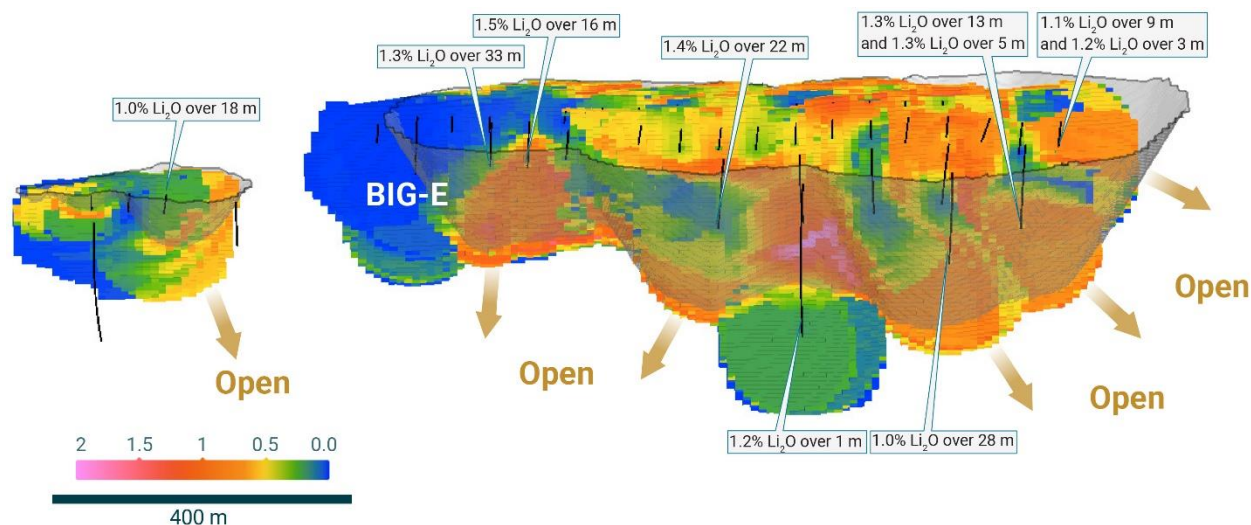 1.5% Li₂O over 16 m
1.3% Li₂O over 13 m
and 1.3% Li₂O over 5 m
1.1% Li₂O over 9 m
and 1.2% Li₂O over 3 m
1.3% Li₂O over 33 m
1.4% Li₂O over 22 m
1.0% Li₂O over 18 m
BIG-E
Open
Open
Open
Open
1.2% Li₂O over 1 m
1.0% Li₂O over 28 m
2 1.5 1 0.5 0.0
400 m